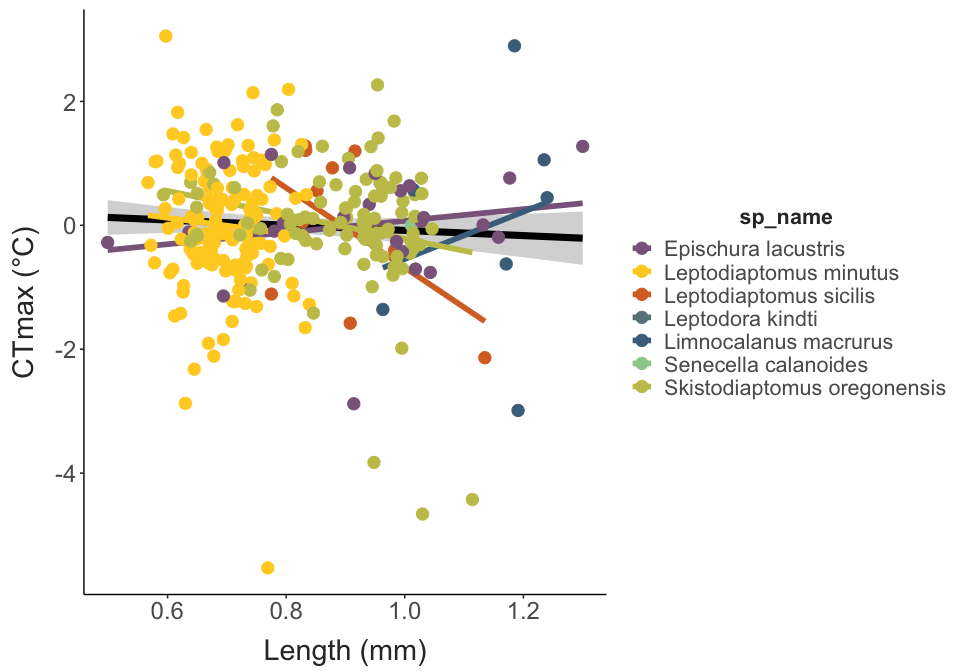 2
0
-2
-4
CTmax (°C)
0.6 0.8 1.0 1.2
Length (mm)
sp_name
Epischura lacustris
Leptodiaptomus minutus
Leptodiaptomus sicilis
Leptodora kindti
Limnocalanus macrurus
Senecella calanoides
Skistodiaptomus oregonensis